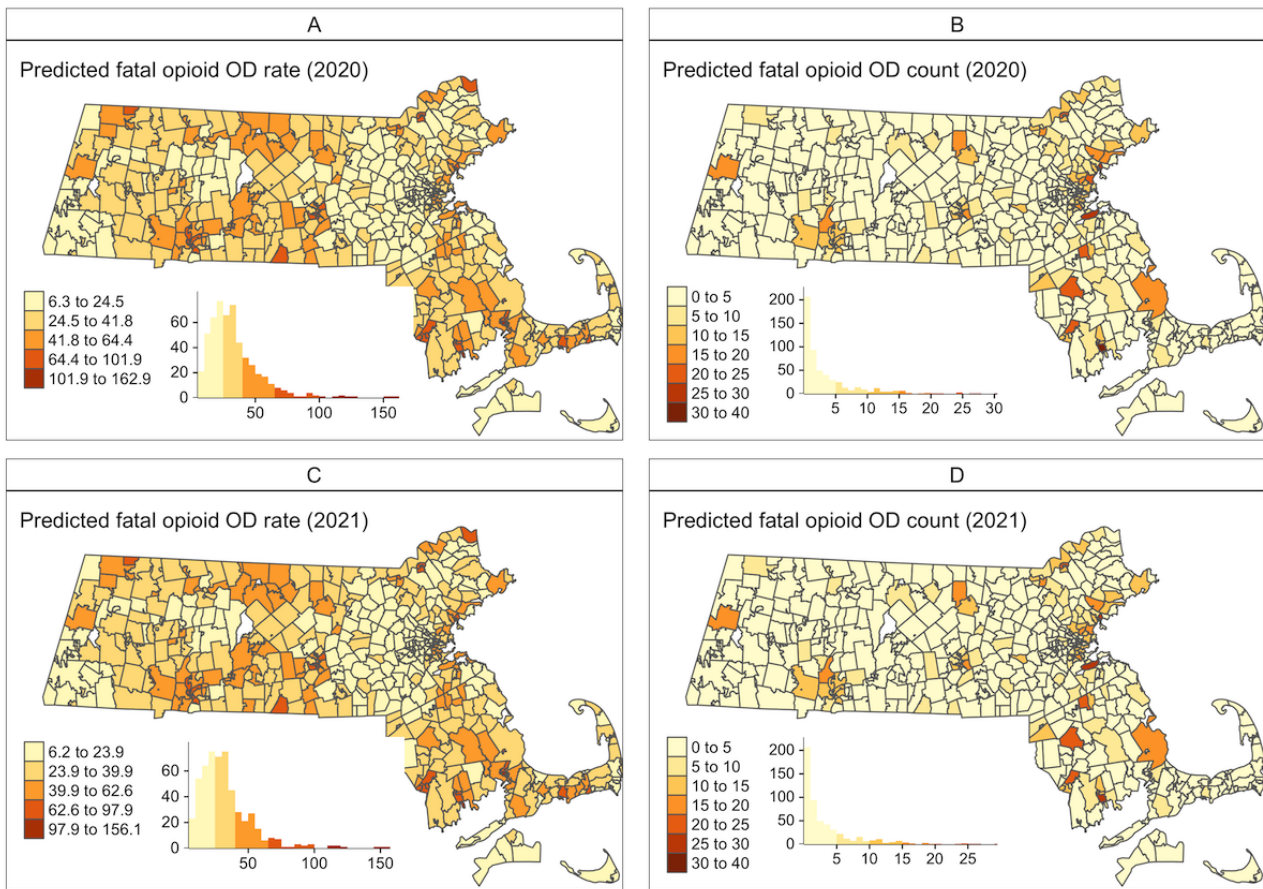 A
Predicted fatal opioid OD rate (2020)
6.3 to 24.5
24.5 to 41.8
41.8 to 64.4
64.4 to 101.9
101.9 to 162.9
60
40
20
0
50
100
150
B
Predicted fatal opioid OD count (2020)
0 to 5
5 to 10
10 to 15
15 to 20
20 to 25
25 to 30
30 to 40
200
150
100
50
0
5
10
15
20
25
30
C
Predicted fatal opioid OD rate (2021)
6.2 to 23.9
23.9 to 39.9
39.9 to 62.6
62.6 to 97.9
97.9 to 156.1
60
40
20
0
50
100
150
D
Predicted fatal opioid OD count (2021)
0 to 5
5 to 10
10 to 15
15 to 20
20 to 25
25 to 30
30 to 40
200
150
100
50
0
5
10
15
20
25